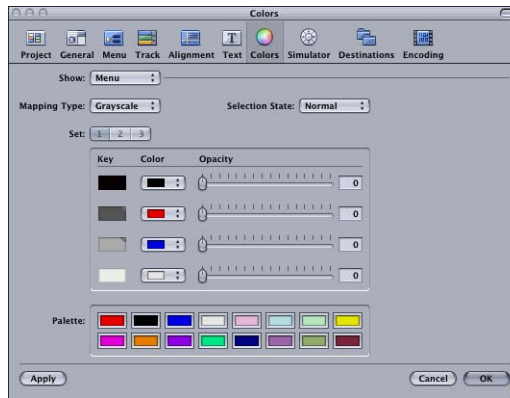 Colors
Project General Menu Track Alignment Text Colors Simulator Destinations Encoding
Show: Menu
Mapping Type: Grayscale Selection State: Normal
Set: 1 2 3
Key Color Opacity
0
0
0
0
Palette:
Apply Cancel OK